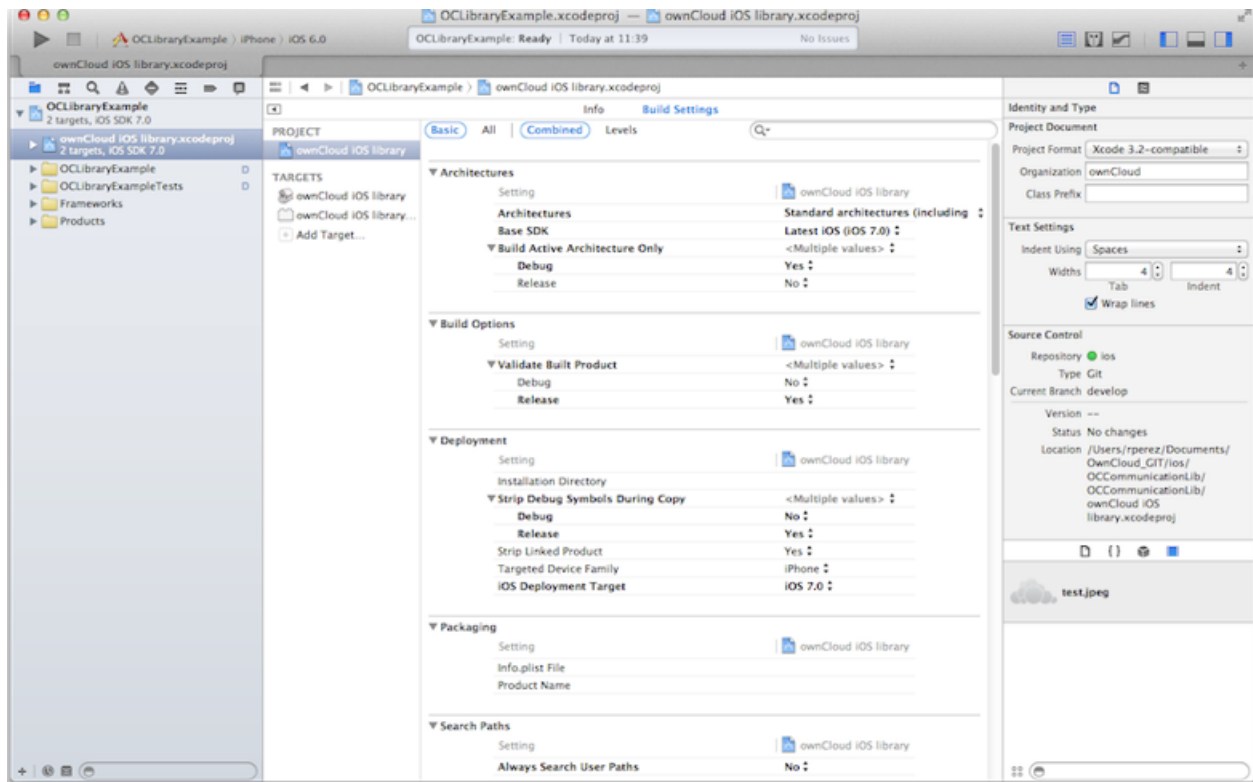 OCLibraryExample.xcodeproj — ownCloud iOS library.xcodeproj
OCLibraryExample iPhone iOS 6.0
OCLibraryExample: Ready | Today at 11:39 No Issues
ownCloud iOS library.xcodeproj
OCLibraryExample
2 targets, iOS SDK 7.0
ownCloud iOS library.xcodeproj
2 targets, iOS SDK 7.0
OCLibraryExample D
OCLibraryExampleTests D
Frameworks
Products
OCLibraryExample ownCloud iOS library.xcodeproj
Info Build Settings
PROJECT
ownCloud iOS library
TARGETS
ownCloud iOS library
ownCloud iOS library...
Add Target...
Basic All Combined Levels
Architectures
Setting ownCloud iOS library
Architectures Standard architectures (including
Base SDK Latest iOS (iOS 7.0)
Build Active Architecture Only <Multiple values>
Debug Yes
Release No
Build Options
Setting ownCloud iOS library
Validate Built Product <Multiple values>
Debug No
Release Yes
Deployment
Setting ownCloud iOS library
Installation Directory
Strip Debug Symbols During Copy <Multiple values>
Debug No
Release Yes
Strip Linked Product Yes
Targeted Device Family iPhone
iOS Deployment Target iOS 7.0
Packaging
Setting ownCloud iOS library
Info.plist File
Product Name
Search Paths
Setting ownCloud iOS library
Always Search User Paths No
Identity and Type
Project Document
Project Format Xcode 3.2-compatible
Organization ownCloud
Class Prefix
Text Settings
Indent Using Spaces
Widths 4 4
Tab Indent
Wrap lines
Source Control
Repository ios
Type Git
Current Branch develop
Version --
Status No changes
Location /Users/rperez/Documents/
OwnCloud_GIT/ios/
OCCommunicationLib/
OCCommunicationLib/
ownCloud iOS
library.xcodeproj
test.jpeg